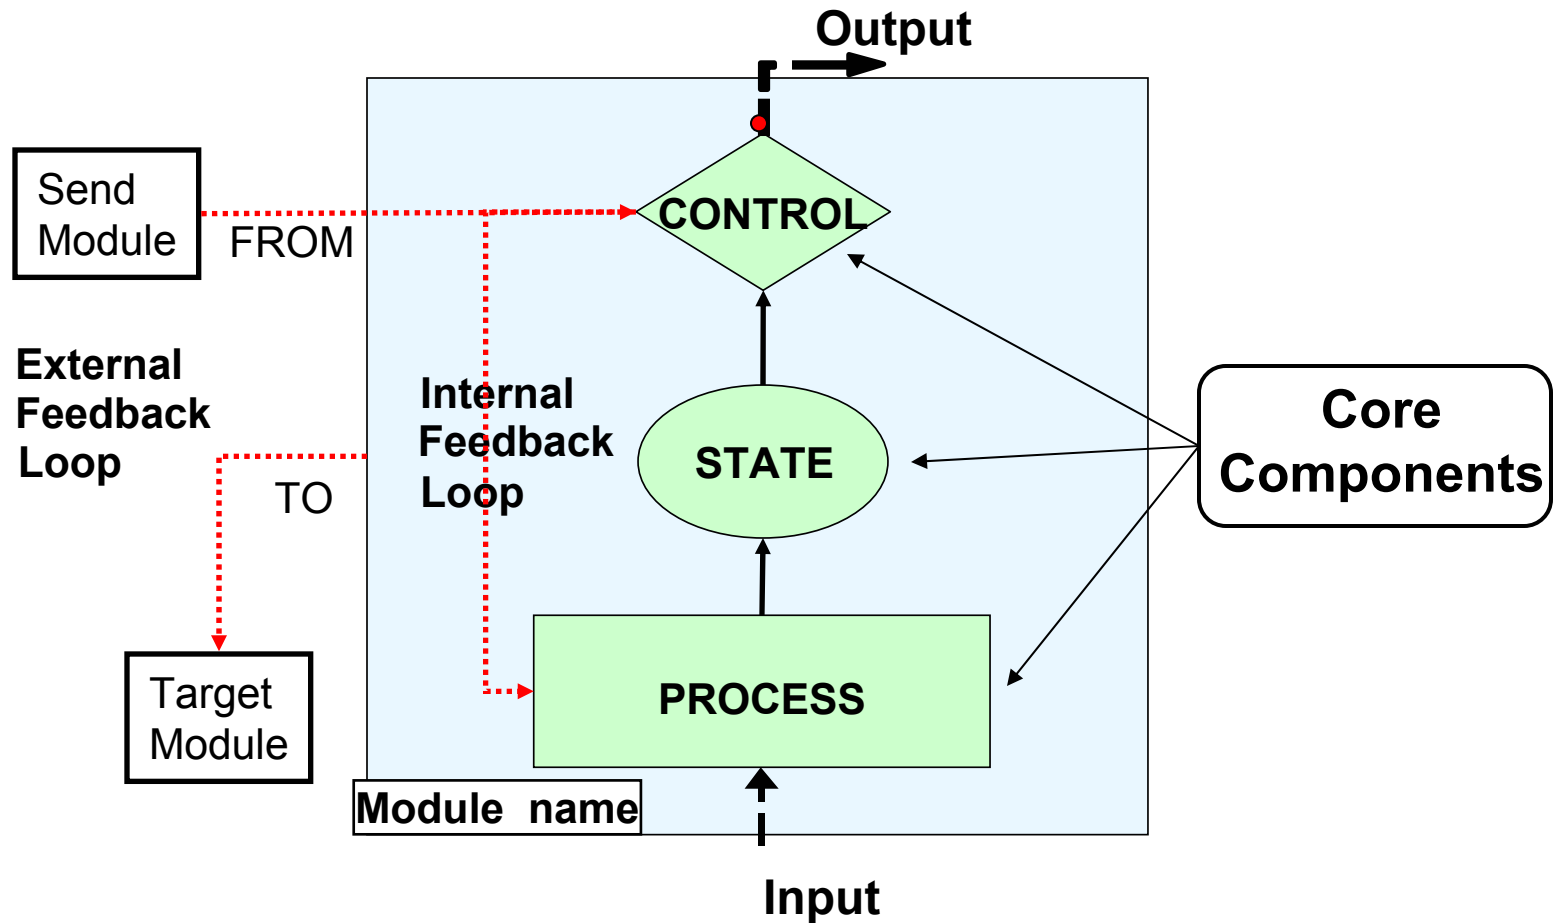 Output
Send
Module
FROM
CONTROL
External
Feedback
Loop
Internal
Feedback
Loop
TO
STATE
Core
Components
Target
Module
PROCESS
Module name
Input